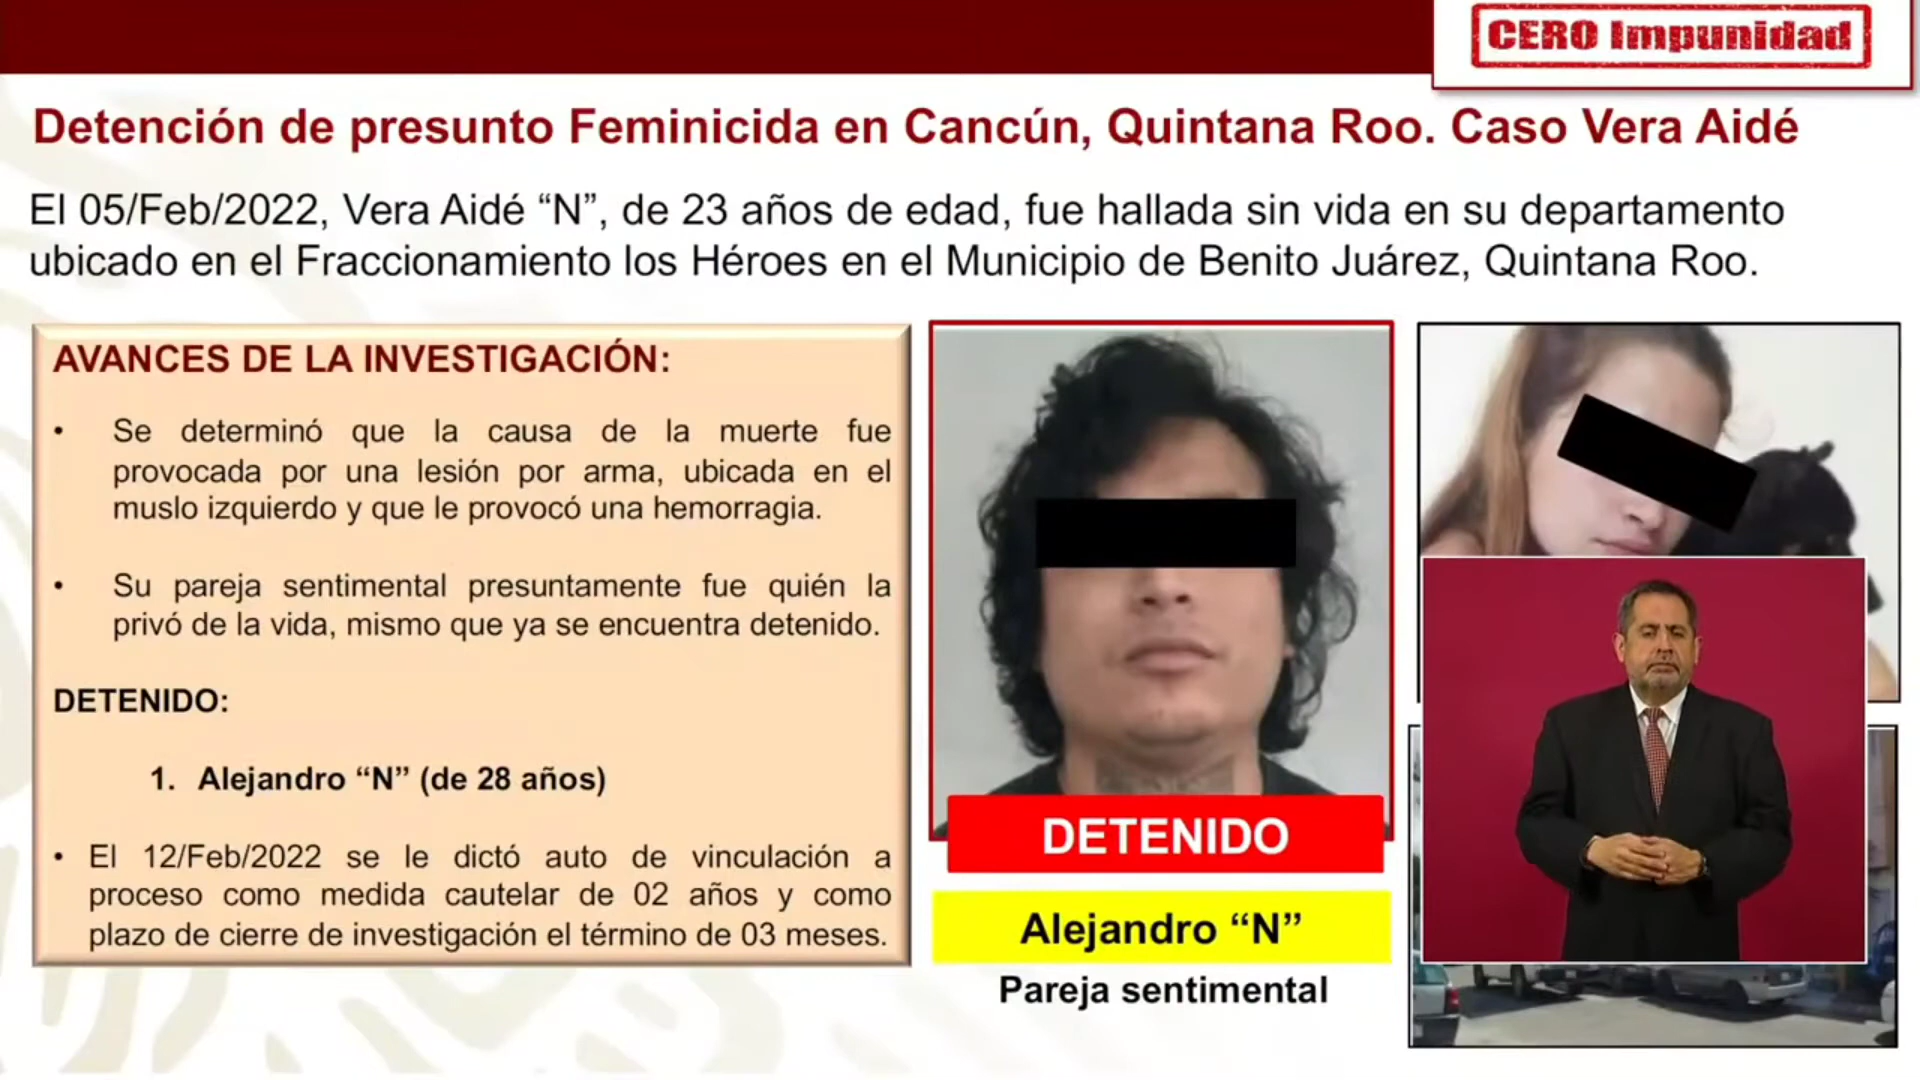 CERO Impunidad
Detención de presunto Feminicida en Cancún, Quintana Roo. Caso Vera Aidé
El 05/Feb/2022, Vera Aidé “N”, de 23 años de edad, fue hallada sin vida en su departamento
ubicado en el Fraccionamiento los Héroes en el Municipio de Benito Juárez, Quintana Roo.
AVANCES DE LA INVESTIGACIÓN:
• Se determinó que la causa de la muerte fue
provocada por una lesión por arma, ubicada en el
muslo izquierdo y que le provocó una hemorragia.
• Su pareja sentimental presuntamente fue quién la
privó de la vida, mismo que ya se encuentra detenido.
DETENIDO:
1. Alejandro “N” (de 28 años)
• El 12/Feb/2022 se le dictó auto de vinculación a
proceso como medida cautelar de 02 años y como
plazo de cierre de investigación el término de 03 meses.
DETENIDO
Alejandro “N”
Pareja sentimental